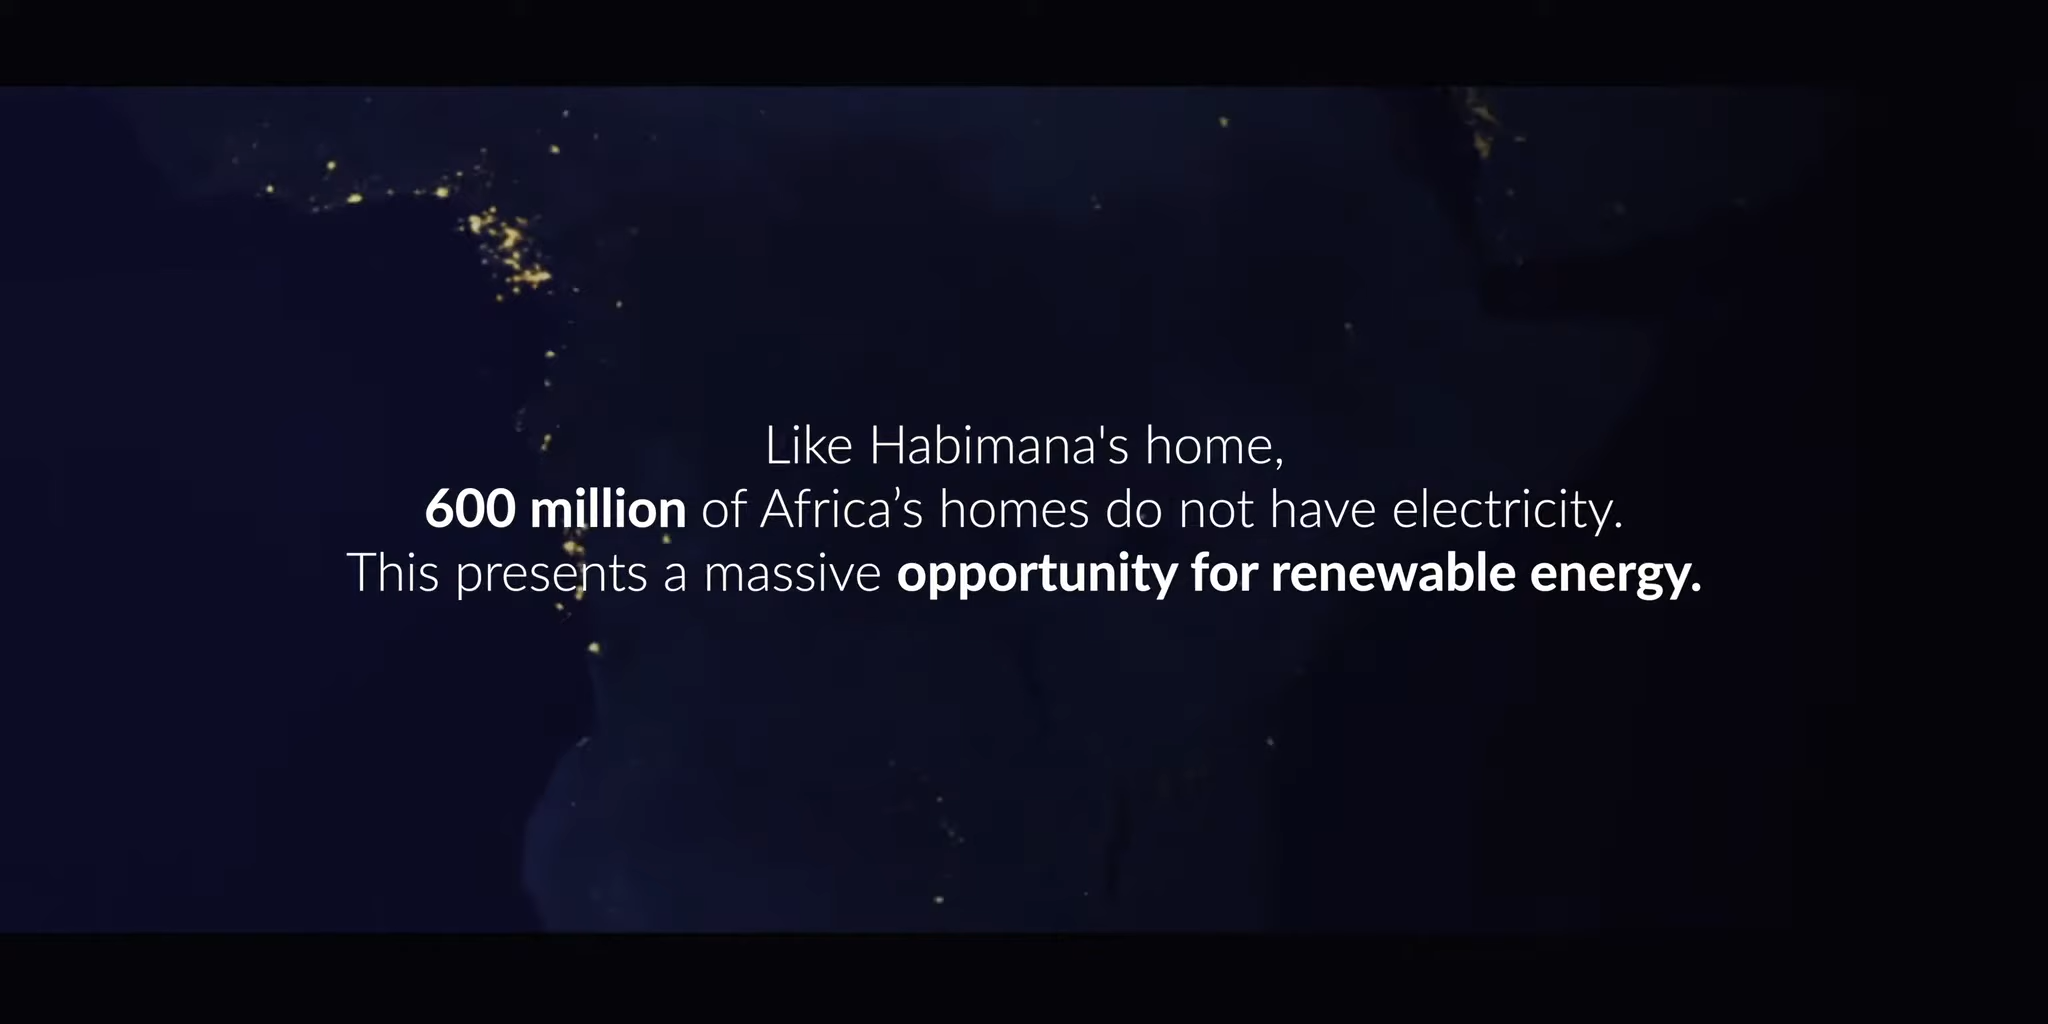 Like Habimana's home,
600 million of Africa’s homes do not have electricity.
This presents a massive opportunity for renewable energy.